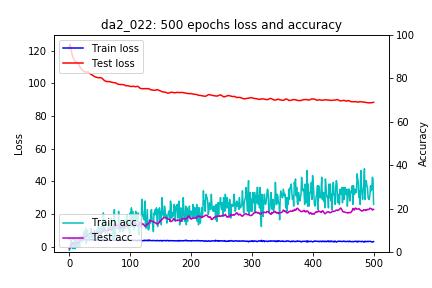 da2_022: 500 epochs loss and accuracy
Train loss
Test loss
Train acc
Test acc
Loss
120
100
80
60
40
20
0
Accuracy
100
80
60
40
20
0
0 100 200 300 400 500